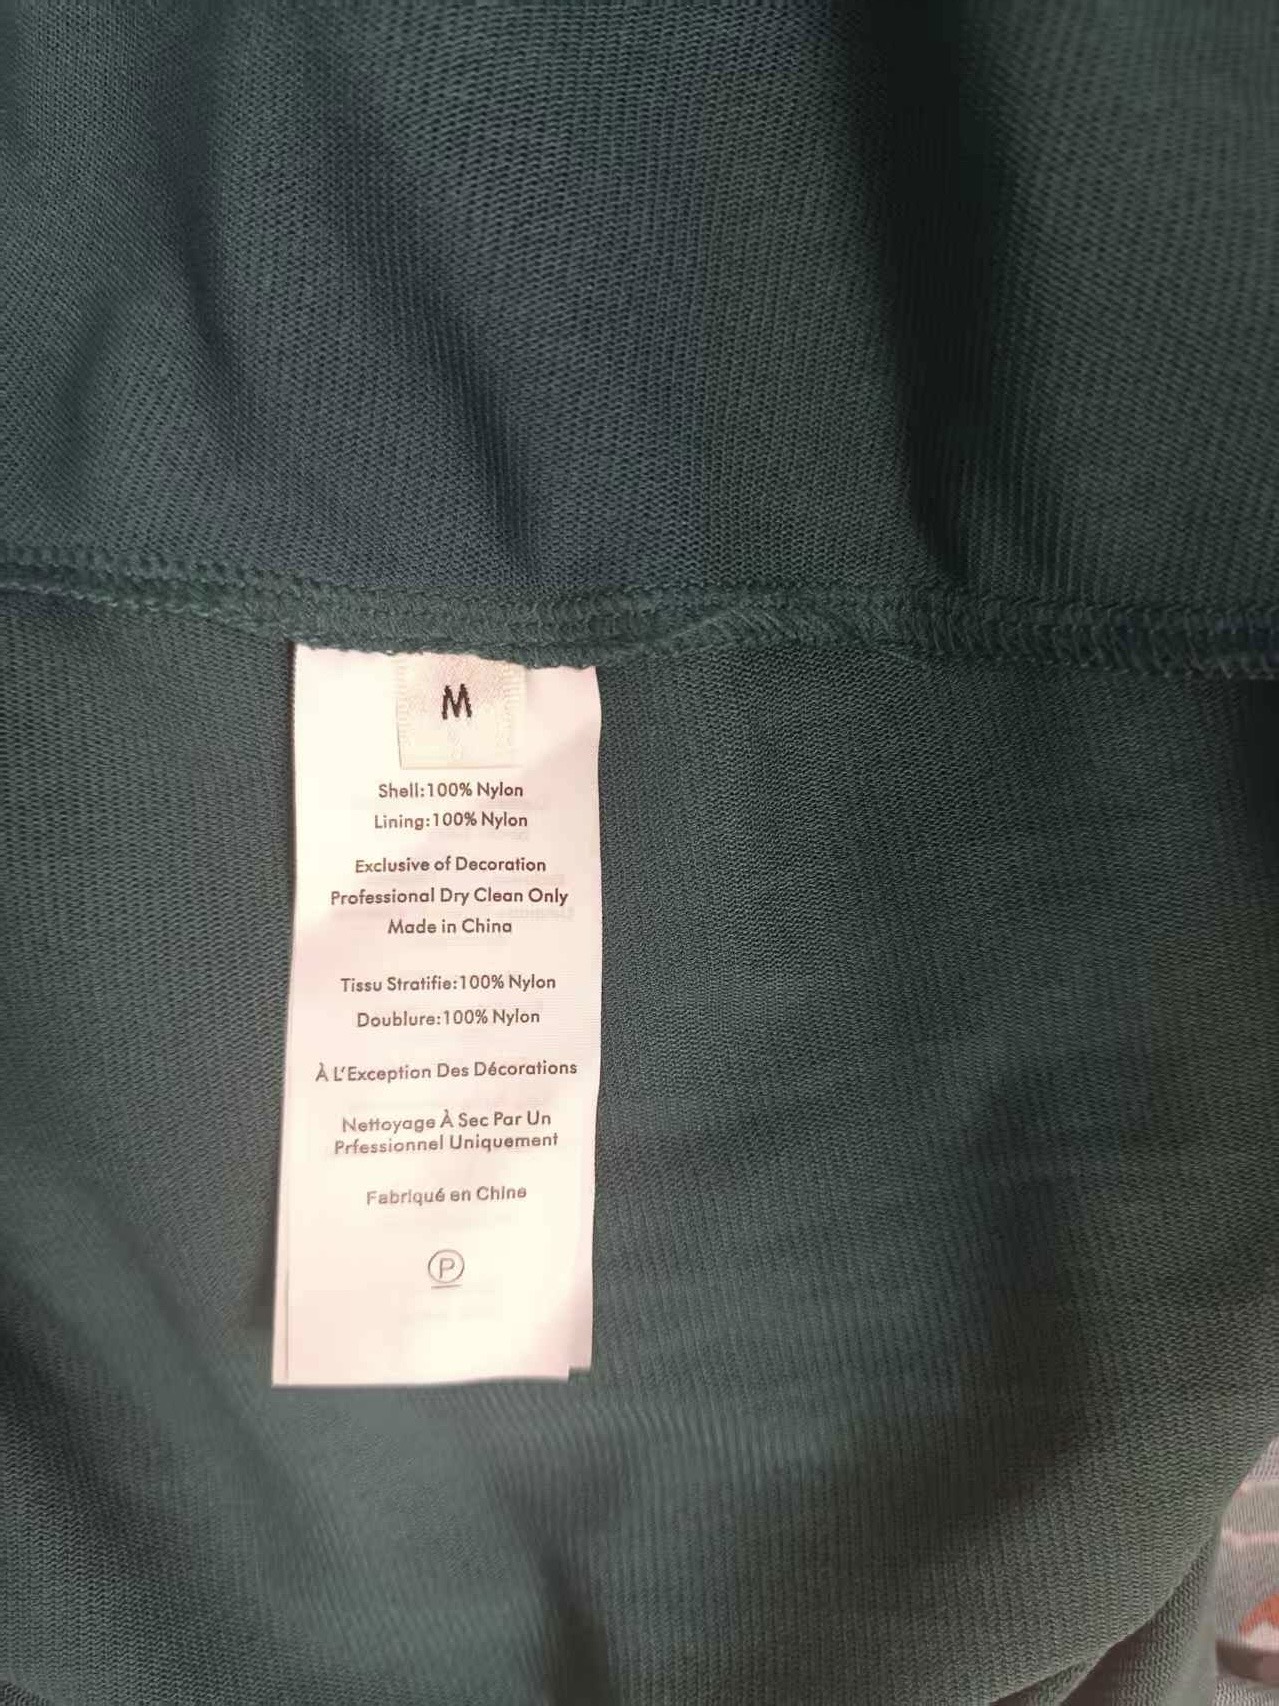 M
Shell:100% Nylon
Lining:100% Nylon
Exclusive of Decoration
Professional Dry Clean Only
Made in China
Tissu Stratifie:100% Nylon
Doublure:100% Nylon
À L'Exception Des Décorations
Nettoyage À Sec Par Un
Prfessionnel Uniquement
Fabriqué en Chine
P